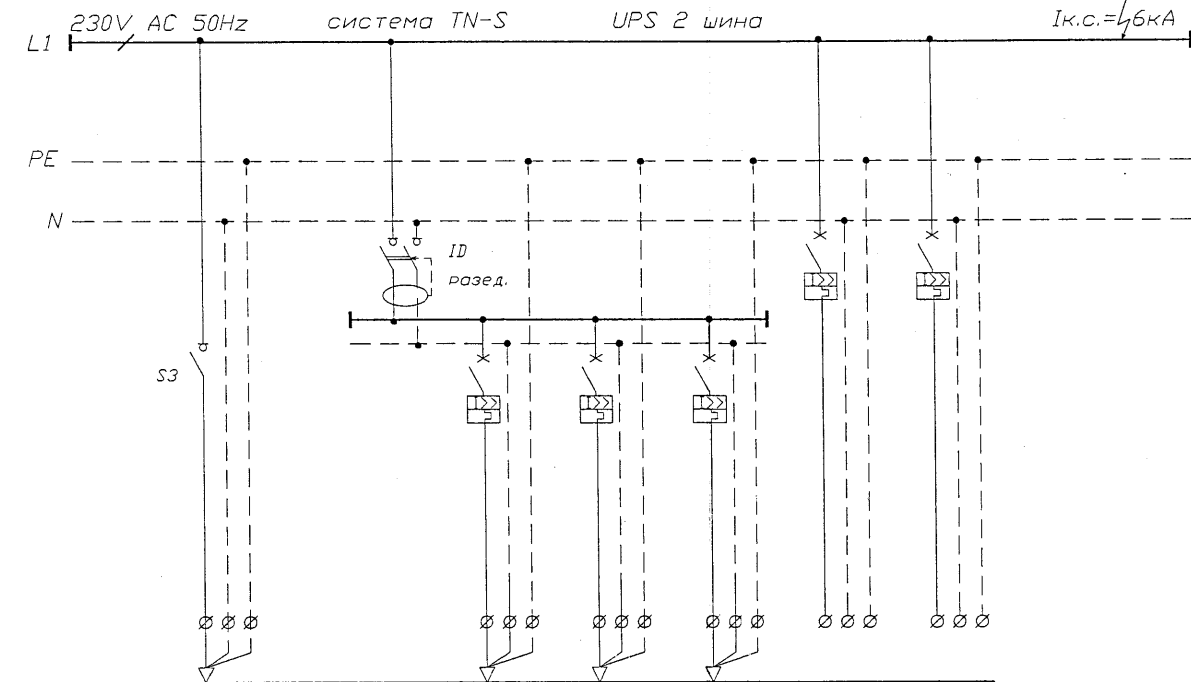 230V AC 50Hz система TN-S UPS 2 шина Iк.с.=6кА
L1
PE
N
ID
разед.
S3